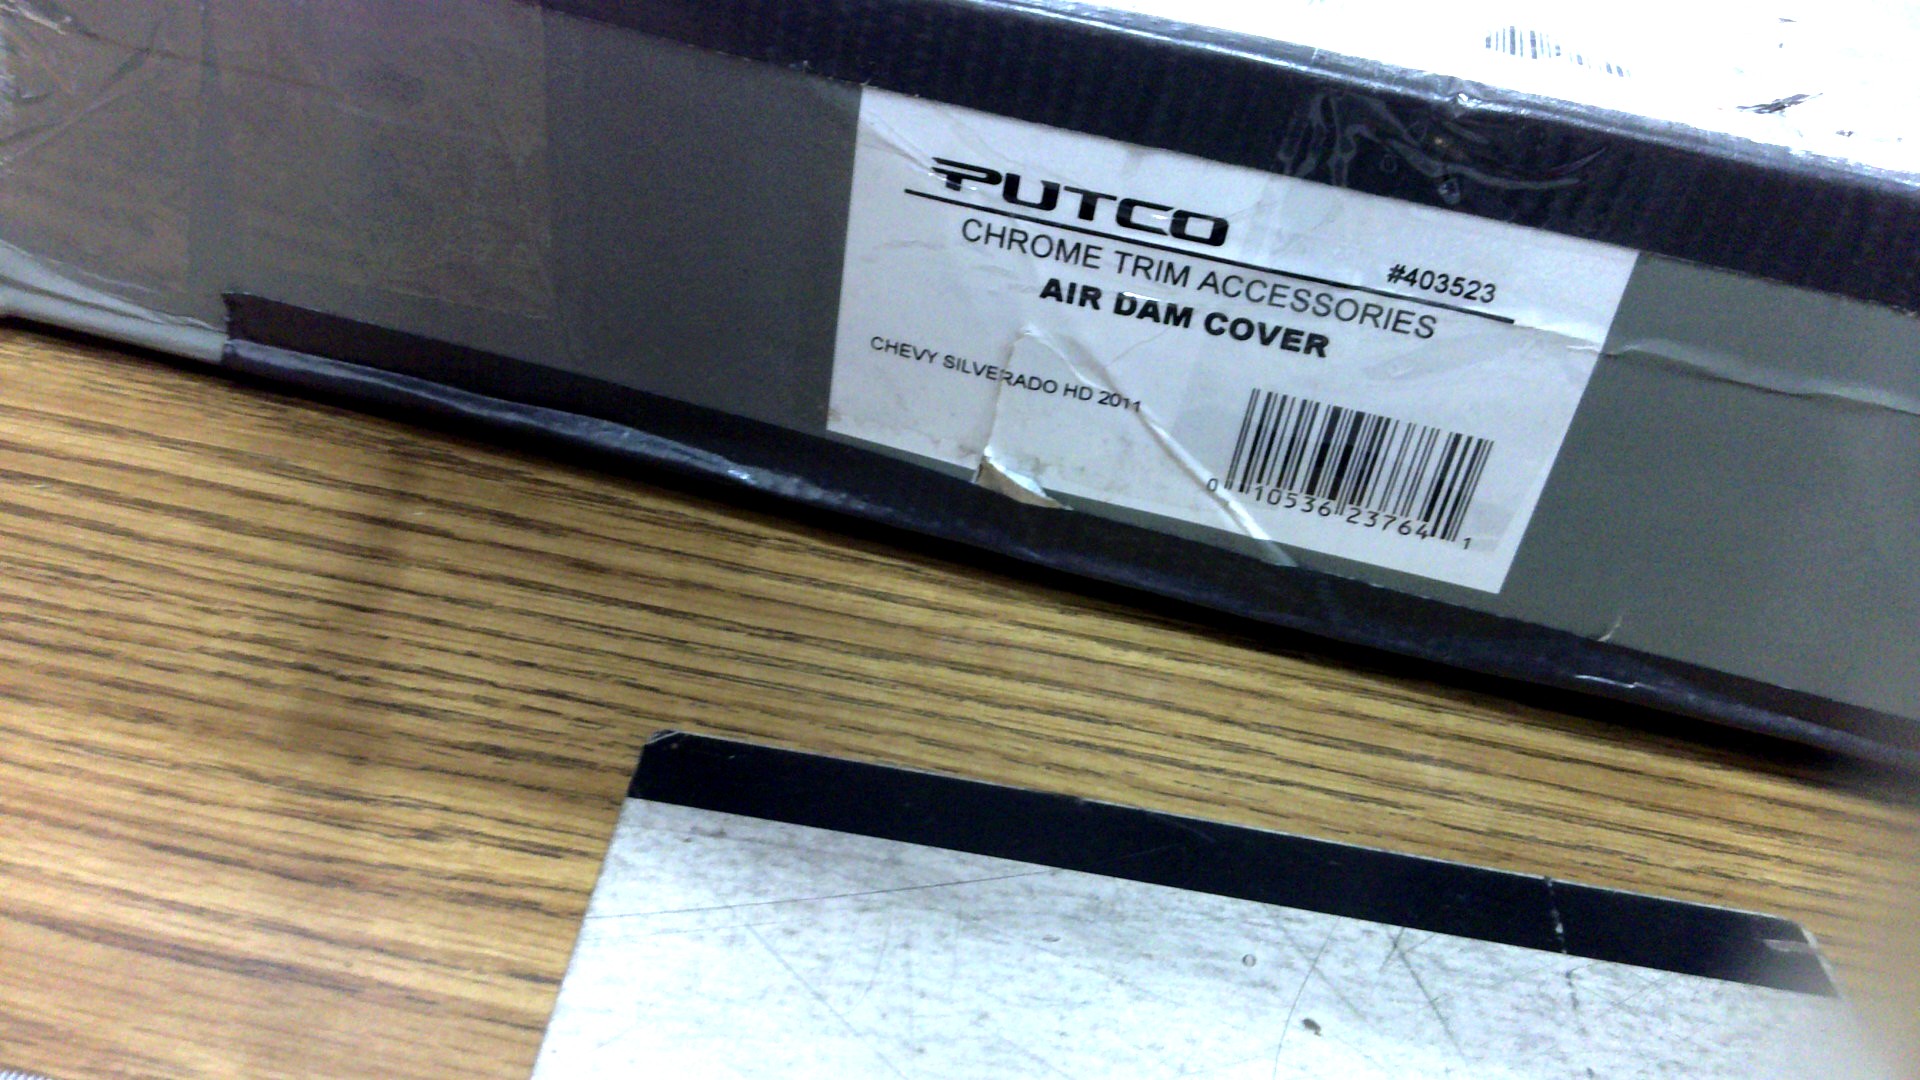 PUTCO
#403523
CHROME TRIM ACCESSORIES
AIR DAM COVER
CHEVY SILVERADO HD 2011
0 10536 23764 1